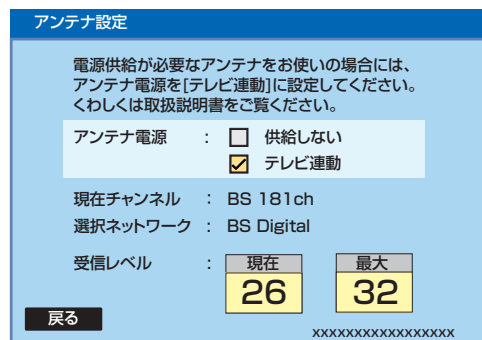 アンテナ設定
電源供給が必要なアンテナをお使いの場合には、
アンテナ電源を[テレビ連動]に設定してください。
くわしくは取扱説明書をご覧ください。
アンテナ電源 : 供給しない
テレビ連動
現在チャンネル : BS 181ch
選択ネットワーク : BS Digital
受信レベル : 現在 最大
26 32
戻る
xxxxxxxxxxxxxxxxx